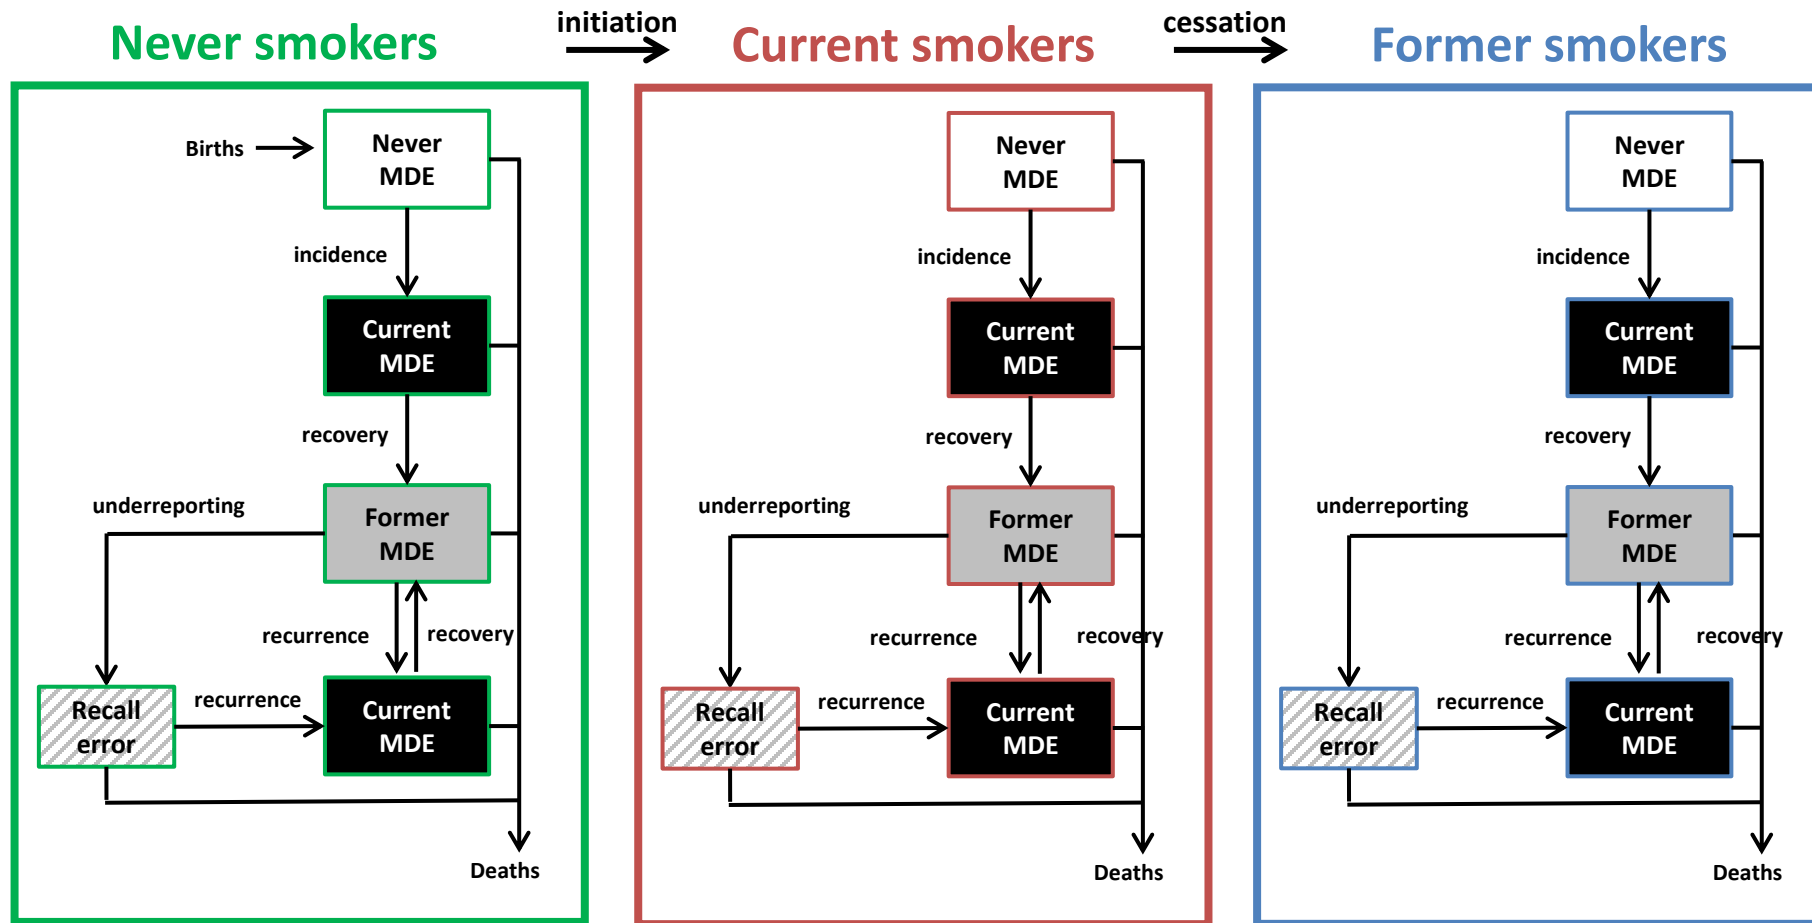 Never smokers
initiation
Current smokers
cessation
Former smokers
Births
Never
MDE
incidence
Current
MDE
recovery
underreporting
Former
MDE
recurrence
recovery
Recall
error
recurrence
Current
MDE
Deaths
Never
MDE
incidence
Current
MDE
recovery
underreporting
Former
MDE
recurrence
recovery
Recall
error
recurrence
Current
MDE
Deaths
Never
MDE
incidence
Current
MDE
recovery
underreporting
Former
MDE
recurrence
recovery
Recall
error
recurrence
Current
MDE
Deaths